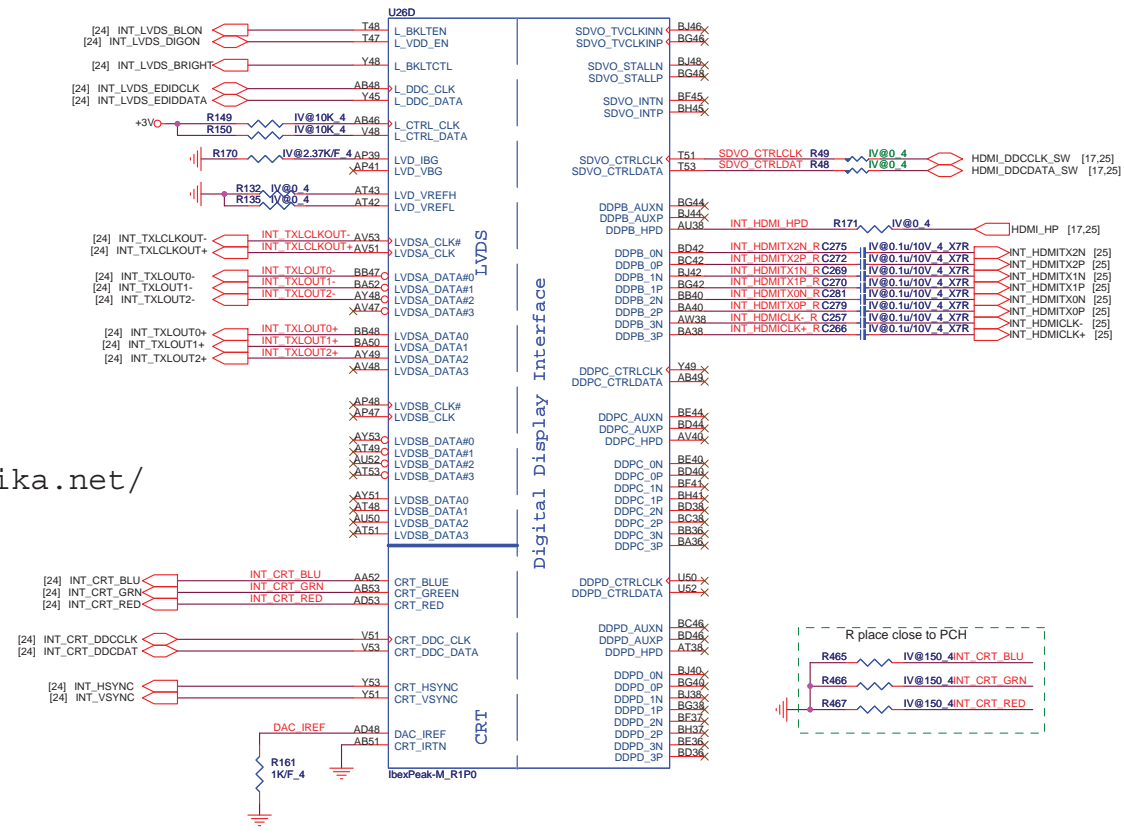 U26D
[24] INT_LVDS_BLON T48 L_BKLTEN
[24] INT_LVDS_DIGON T47 L_VDD_EN
[24] INT_LVDS_BRIGHT Y48 L_BKLTCTL
[24] INT_LVDS_EDIDCLK AB48 L_DDC_CLK
[24] INT_LVDS_EDIDDATA Y45 L_DDC_DATA
+3V R149 IV@10K_4 AB46 L_CTRL_CLK
R150 IV@10K_4 V48 L_CTRL_DATA
R170 IV@2.37K/F_4 AP39 LVD_IBG
AP41 LVD_VBG
R132 IV@0_4 AT43 LVD_VREFH
R135 IV@0_4 AT42 LVD_VREFL
[24] INT_TXLCLKOUT- INT_TXLCLKOUT- AV53 LVDSA_CLK#
[24] INT_TXLCLKOUT+ INT_TXLCLKOUT+ AV51 LVDSA_CLK
[24] INT_TXLOUT0- INT_TXLOUT0- BB47 LVDSA_DATA#0
[24] INT_TXLOUT1- INT_TXLOUT1- BA52 LVDSA_DATA#1
[24] INT_TXLOUT2- INT_TXLOUT2- AY48 LVDSA_DATA#2
AV47 LVDSA_DATA#3
[24] INT_TXLOUT0+ INT_TXLOUT0+ BB48 LVDSA_DATA0
[24] INT_TXLOUT1+ INT_TXLOUT1+ BA50 LVDSA_DATA1
[24] INT_TXLOUT2+ INT_TXLOUT2+ AY49 LVDSA_DATA2
AV48 LVDSA_DATA3
AP48 LVDSB_CLK#
AP47 LVDSB_CLK
AY53 LVDSB_DATA#0
AT49 LVDSB_DATA#1
AU52 LVDSB_DATA#2
AT53 LVDSB_DATA#3
ika.net/
AY51 LVDSB_DATA0
AT48 LVDSB_DATA1
AU50 LVDSB_DATA2
AT51 LVDSB_DATA3
[24] INT_CRT_BLU INT_CRT_BLU AA52 CRT_BLUE
[24] INT_CRT_GRN INT_CRT_GRN AB53 CRT_GREEN
[24] INT_CRT_RED INT_CRT_RED AD53 CRT_RED
[24] INT_CRT_DDCCLK V51 CRT_DDC_CLK
[24] INT_CRT_DDCDAT V53 CRT_DDC_DATA
[24] INT_HSYNC Y53 CRT_HSYNC
[24] INT_VSYNC Y51 CRT_VSYNC
DAC_IREF AD48 DAC_IREF
AB51 CRT_IRTN
R161
1K/F_4
IbexPeak-M_R1P0
LVDS
CRT
Digital Display Interface
SDVO_TVCLKINN BJ46
SDVO_TVCLKINP BG46
SDVO_STALLN BJ48
SDVO_STALLP BG48
SDVO_INTN BF45
SDVO_INTP BH45
SDVO_CTRLCLK T51 SDVO_CTRLCLK R49 IV@0_4 HDMI_DDCCLK_SW [17,25]
SDVO_CTRLDATA T53 SDVO_CTRLDAT R48 IV@0_4 HDMI_DDCDATA_SW [17,25]
DDPB_AUXN BG44
DDPB_AUXP BJ44
DDPB_HPD AU38 INT_HDMI_HPD R171 IV@0_4 HDMI_HP [17,25]
DDPB_0N BD42 INT_HDMITX2N_R C275 IV@0.1u/10V_4_X7R INT_HDMITX2N [25]
DDPB_0P BC42 INT_HDMITX2P_R C272 IV@0.1u/10V_4_X7R INT_HDMITX2P [25]
DDPB_1N BJ42 INT_HDMITX1N_R C269 IV@0.1u/10V_4_X7R INT_HDMITX1N [25]
DDPB_1P BG42 INT_HDMITX1P_R C270 IV@0.1u/10V_4_X7R INT_HDMITX1P [25]
DDPB_2N BB40 INT_HDMITX0N_R C281 IV@0.1u/10V_4_X7R INT_HDMITX0N [25]
DDPB_2P BA40 INT_HDMITX0P_R C279 IV@0.1u/10V_4_X7R INT_HDMITX0P [25]
DDPB_3N AW38 INT_HDMICLK-_R C257 IV@0.1u/10V_4_X7R INT_HDMICLK- [25]
DDPB_3P BA38 INT_HDMICLK+_R C266 IV@0.1u/10V_4_X7R INT_HDMICLK+ [25]
DDPC_CTRLCLK Y49
DDPC_CTRLDATA AB49
DDPC_AUXN BE44
DDPC_AUXP BD44
DDPC_HPD AV40
DDPC_0N BE40
DDPC_0P BD40
DDPC_1N BF41
DDPC_1P BH41
DDPC_2N BD38
DDPC_2P BC38
DDPC_3N BB36
DDPC_3P BA36
DDPD_CTRLCLK U50
DDPD_CTRLDATA U52
DDPD_AUXN BC46
DDPD_AUXP BD46
DDPD_HPD AT38
DDPD_0N BJ40
DDPD_0P BG40
DDPD_1N BJ38
DDPD_1P BG38
DDPD_2N BF37
DDPD_2P BH37
DDPD_3N BE36
DDPD_3P BD36
R place close to PCH
R465 IV@150_4 INT_CRT_BLU
R466 IV@150_4 INT_CRT_GRN
R467 IV@150_4 INT_CRT_RED